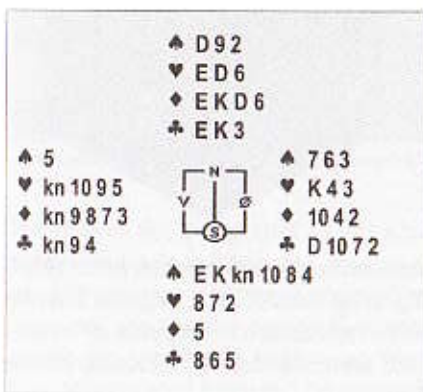 ♠ D 9 2
♥ E D 6
♦ E K D 6
♣ E K 3
♠ 5
♥ kn 10 9 5
♦ kn 9 8 7 3
♣ kn 9 4
N
V Ø
S
♠ 7 6 3
♥ K 4 3
♦ 10 4 2
♣ D 10 7 2
♠ E K kn 10 8 4
♥ 8 7 2
♦ 5
♣ 8 6 5